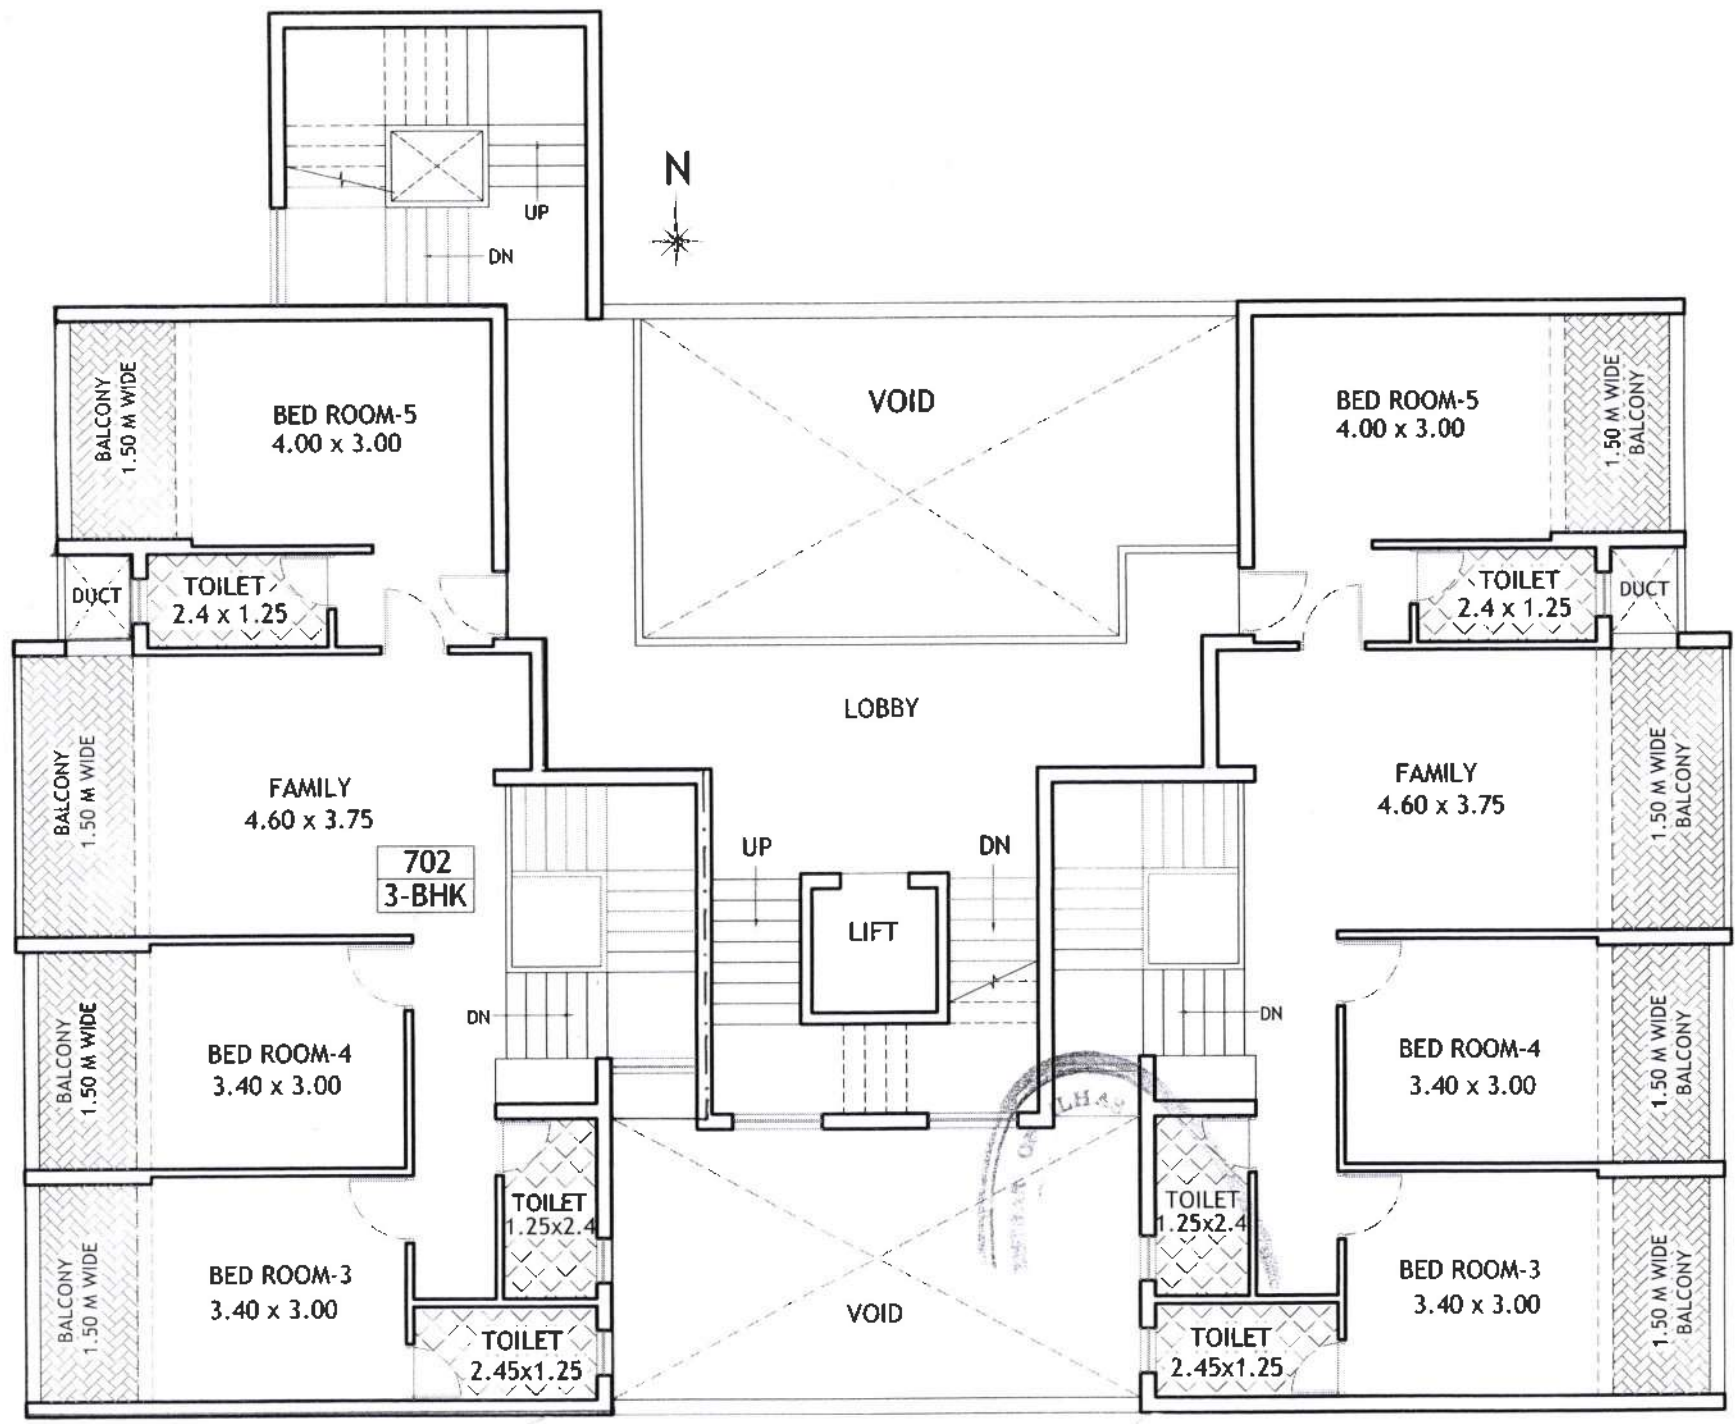 N
UP
DN
BALCONY
1.50 M WIDE
BED ROOM-5
4.00 x 3.00
VOID
BED ROOM-5
4.00 x 3.00
1.50 M WIDE
BALCONY
DUCT
TOILET
2.4 x 1.25
TOILET
2.4 x 1.25
DUCT
LOBBY
BALCONY
1.50 M WIDE
FAMILY
4.60 x 3.75
702
3-BHK
UP
DN
LIFT
FAMILY
4.60 x 3.75
1.50 M WIDE
BALCONY
DN
DN
BALCONY
1.50 M WIDE
BED ROOM-4
3.40 x 3.00
BED ROOM-4
3.40 x 3.00
1.50 M WIDE
BALCONY
TOILET
1.25x2.4
TOILET
1.25x2.4
BALCONY
1.50 M WIDE
BED ROOM-3
3.40 x 3.00
VOID
BED ROOM-3
3.40 x 3.00
1.50 M WIDE
BALCONY
TOILET
2.45x1.25
TOILET
2.45x1.25